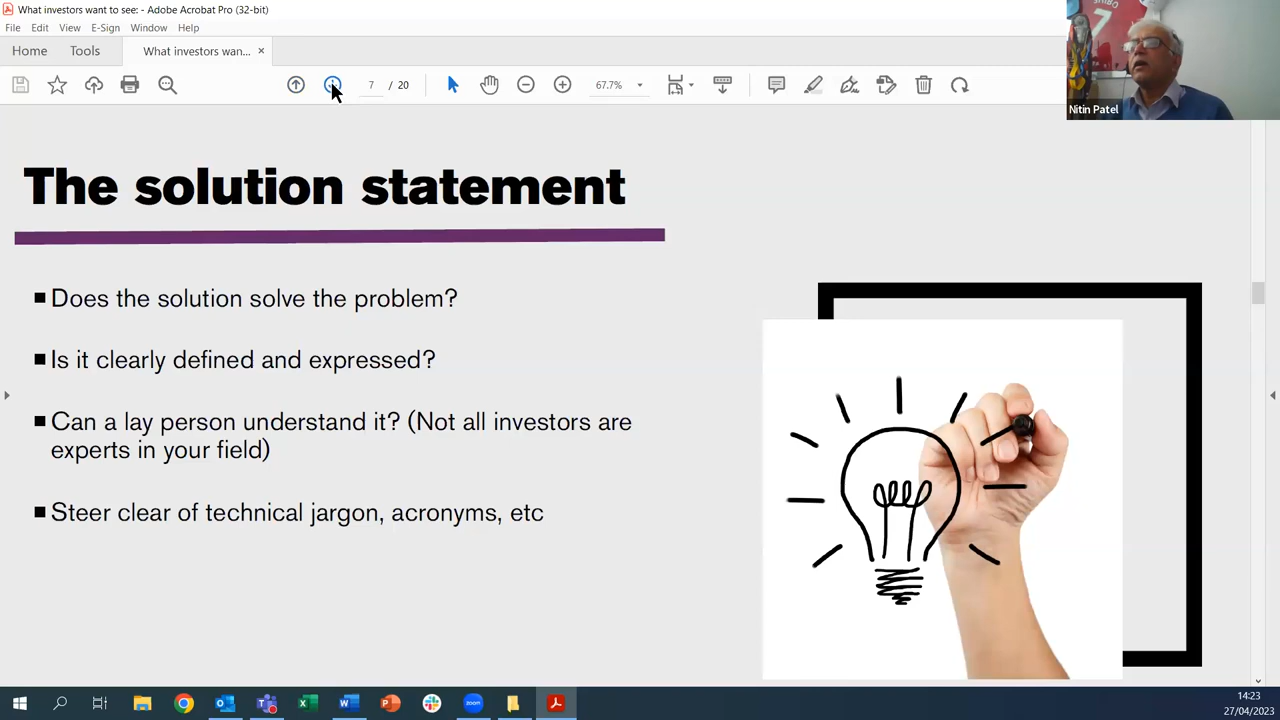 What investors want to see: - Adobe Acrobat Pro (32-bit)
File Edit View E-Sign Window Help
Home Tools What investors wan... ×
7 / 20 67.7%
Nitin Patel
The solution statement
Does the solution solve the problem?
Is it clearly defined and expressed?
Can a lay person understand it? (Not all investors are
experts in your field)
Steer clear of technical jargon, acronyms, etc
14:23
27/04/2023